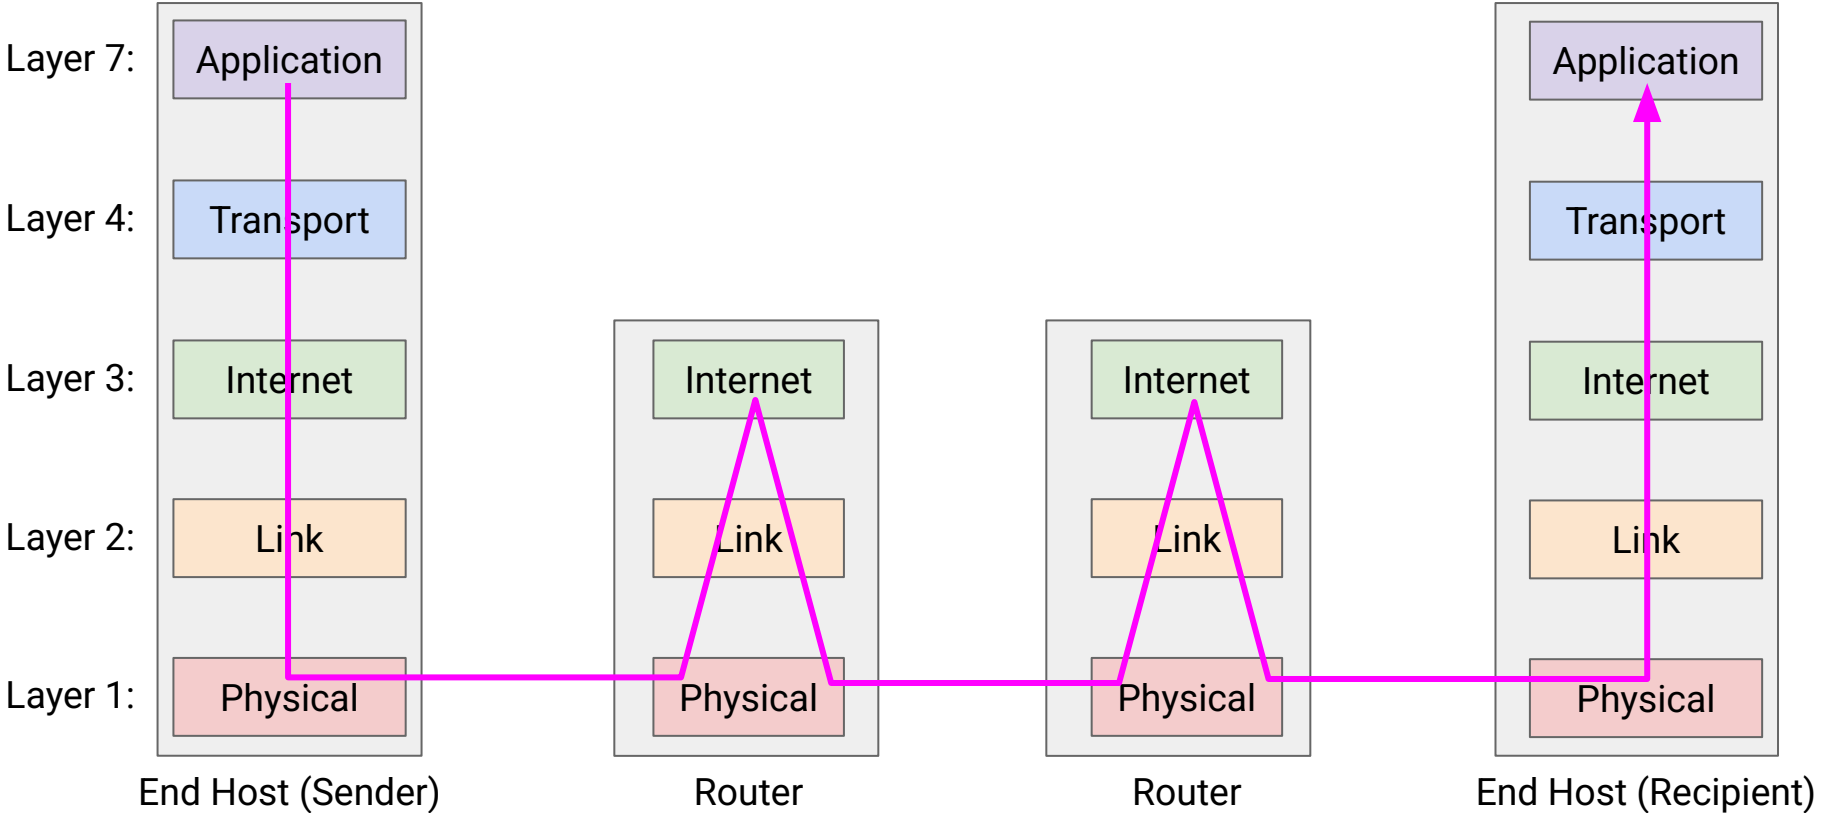 Layer 7:
Application
Application
Layer 4:
Transport
Transport
Layer 3:
Internet
Internet
Internet
Internet
Layer 2:
Link
Link
Link
Link
Layer 1:
Physical
Physical
Physical
Physical
End Host (Sender)
Router
Router
End Host (Recipient)